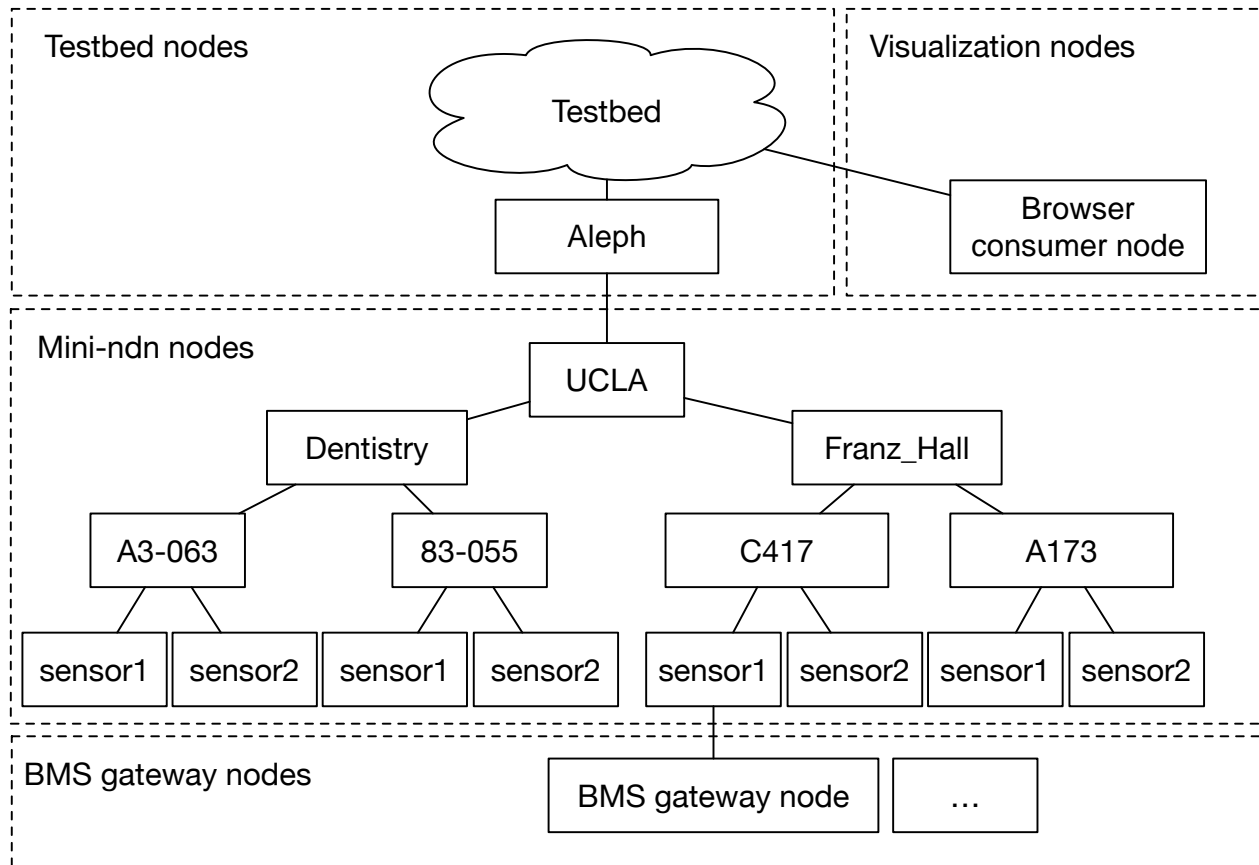 Testbed nodes
Visualization nodes
Testbed
Browser
consumer node
Aleph
Mini-ndn nodes
UCLA
Dentistry
Franz_Hall
A3-063
83-055
C417
A173
sensor1
sensor2
sensor1
sensor2
sensor1
sensor2
sensor1
sensor2
BMS gateway nodes
BMS gateway node
...